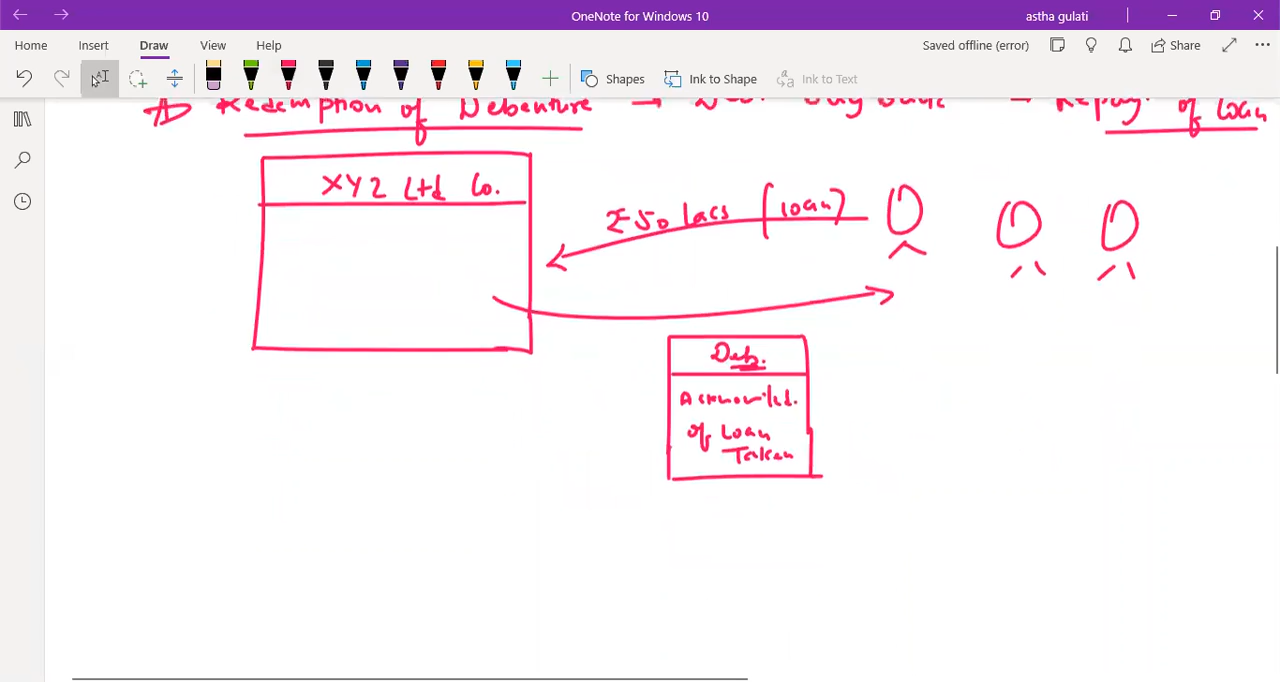 OneNote for Windows 10
astha gulati
Home Insert Draw View Help
Saved offline (error) Share
Shapes Ink to Shape Ink to Text
Redemption of Debenture → → Repay. of Loan
XYZ Ltd Co.
₹50 lacs (loan)
Deb.
of Loan
Taken